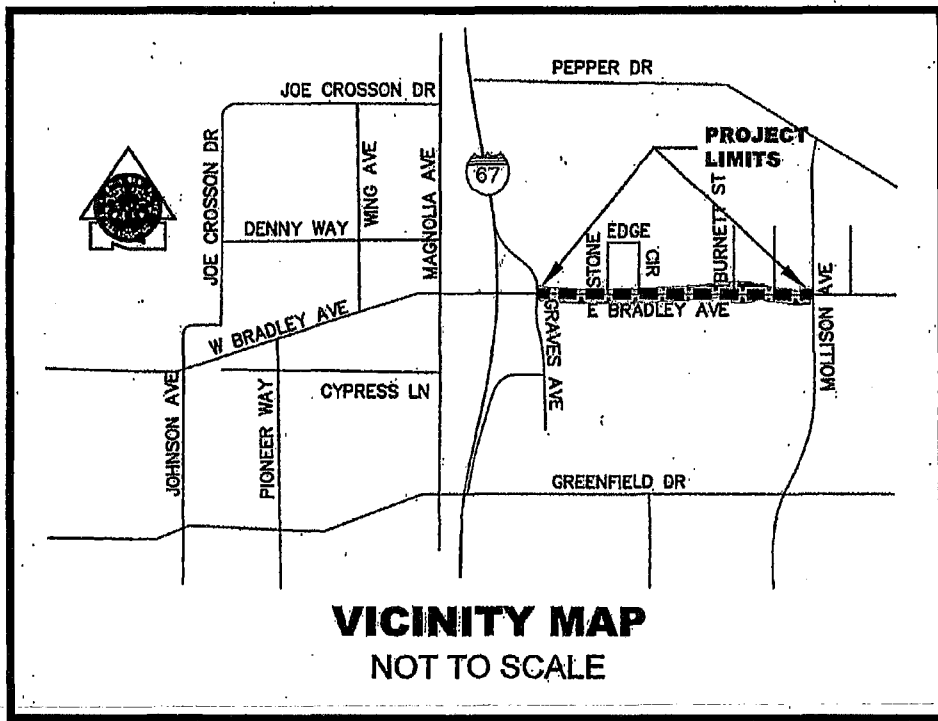 PEPPER DR
JOE CROSSON DR
PROJECT
LIMITS
JOE CROSSON DR
WING AVE
MAGNOLIA AVE
67
DENNY WAY
STONE
EDGE
CIR
BURNETT ST
W BRADLEY AVE
E BRADLEY AVE
GRAVES AVE
MOLLISON AVE
JOHNSON AVE
PIONEER WAY
CYPRESS LN
GREENFIELD DR
VICINITY MAP
NOT TO SCALE